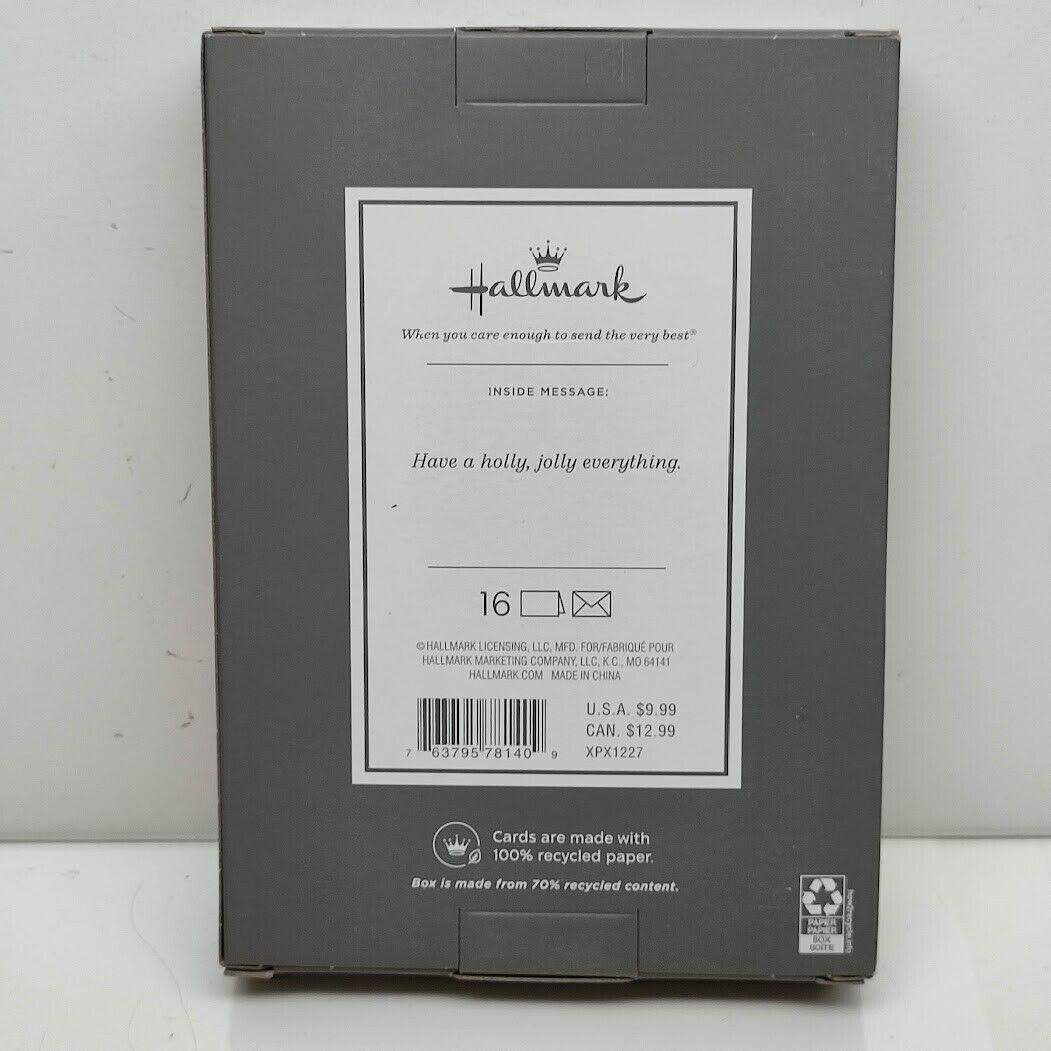 Hallmark
When you care enough to send the very best®
INSIDE MESSAGE:
Have a holly, jolly everything.
16
©HALLMARK LICENSING, LLC, MFD. FOR/FABRIQUÉ POUR
HALLMARK MARKETING COMPANY, LLC, K.C., MO 64141
HALLMARK.COM MADE IN CHINA
U.S.A. $9.99
CAN. $12.99
XPX1227
7 63795 78140 9
Cards are made with
100% recycled paper.
Box is made from 70% recycled content.
PAPER
PAPIER
BOX
BOÎTE
how2recycle.info